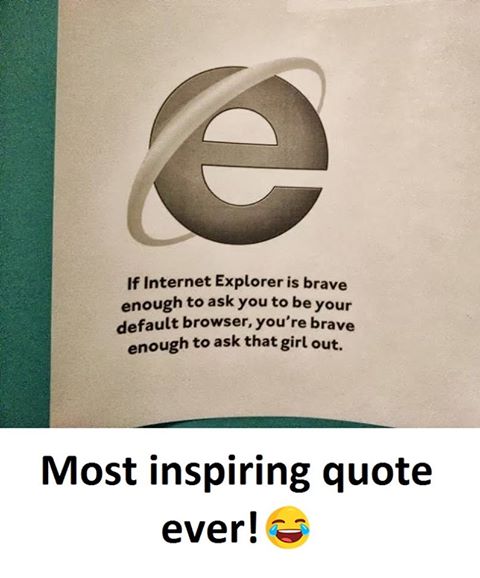 If Internet Explorer is brave
enough to ask you to be your
default browser, you're brave
enough to ask that girl out.
Most inspiring quote
ever!😂